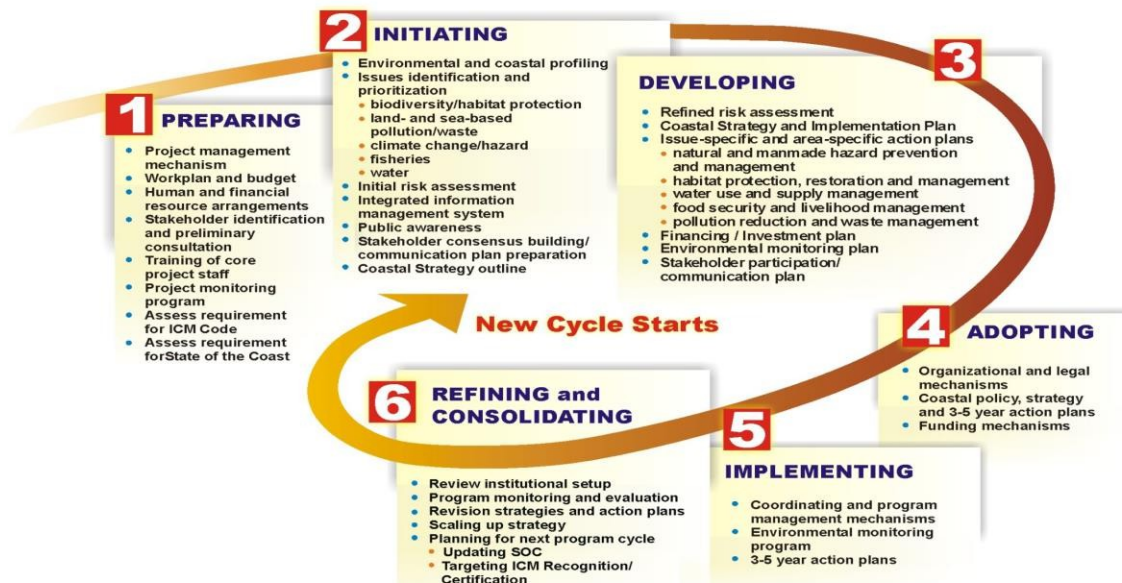 1 PREPARING
Project management
mechanism
Workplan and budget
Human and financial
resource arrangements
Stakeholder identification
and preliminary
consultation
Training of core
project staff
Project monitoring
program
Assess requirement
for ICM Code
Assess requirement
forState of the Coast
2 INITIATING
Environmental and coastal profiling
Issues identification and
prioritization
biodiversity/habitat protection
land- and sea-based
pollution/waste
climate change/hazard
fisheries
water
Initial risk assessment
Integrated information
management system
Public awareness
Stakeholder consensus building/
communication plan preparation
Coastal Strategy outline
3
DEVELOPING
Refined risk assessment
Coastal Strategy and Implementation Plan
Issue-specific and area-specific action plans
natural and manmade hazard prevention
and management
habitat protection, restoration and management
water use and supply management
food security and livelihood management
pollution reduction and waste management
Financing / Investment plan
Environmental monitoring plan
Stakeholder participation/
communication plan
4 ADOPTING
Organizational and legal
mechanisms
Coastal policy, strategy
and 3-5 year action plans
Funding mechanisms
5
IMPLEMENTING
Coordinating and program
management mechanisms
Environmental monitoring
program
3-5 year action plans
6 REFINING and
CONSOLIDATING
Review institutional setup
Program monitoring and evaluation
Revision strategies and action plans
Scaling up strategy
Planning for next program cycle
Updating SOC
Targeting ICM Recognition/
Certification
New Cycle Starts